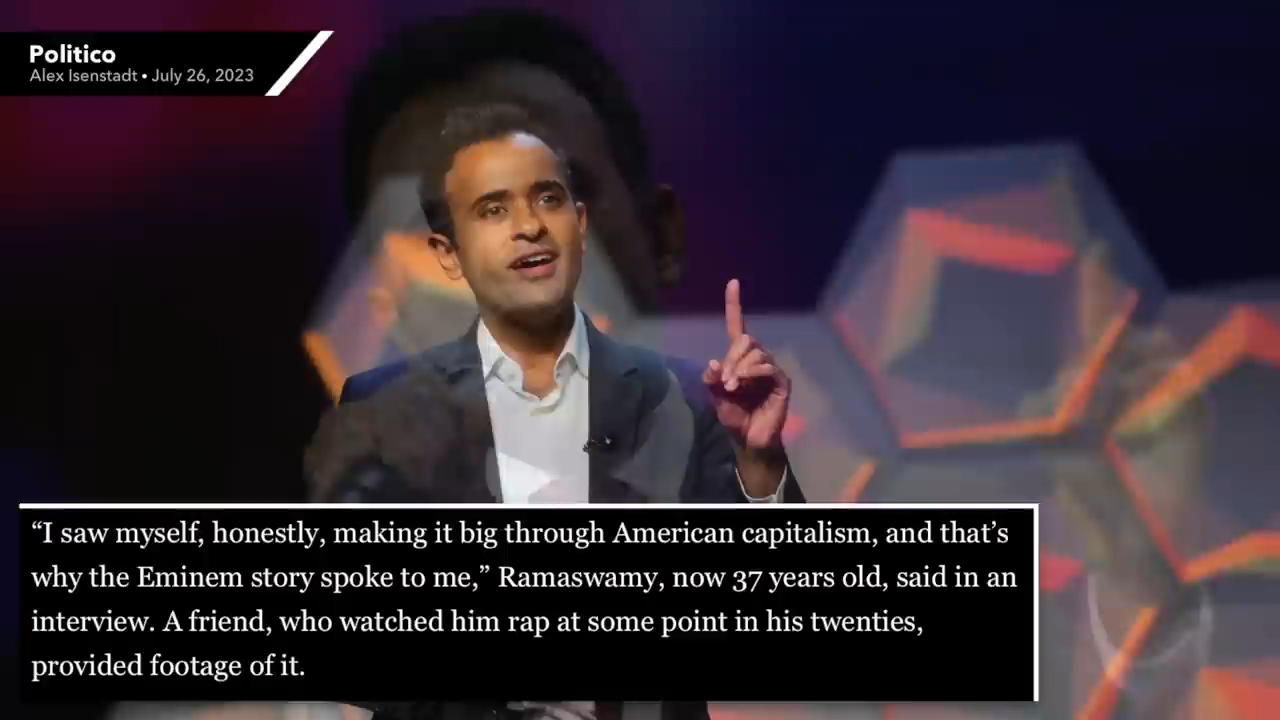 Politico
Alex Isenstadt • July 26, 2023
“I saw myself, honestly, making it big through American capitalism, and that’s
why the Eminem story spoke to me,” Ramaswamy, now 37 years old, said in an
interview. A friend, who watched him rap at some point in his twenties,
provided footage of it.